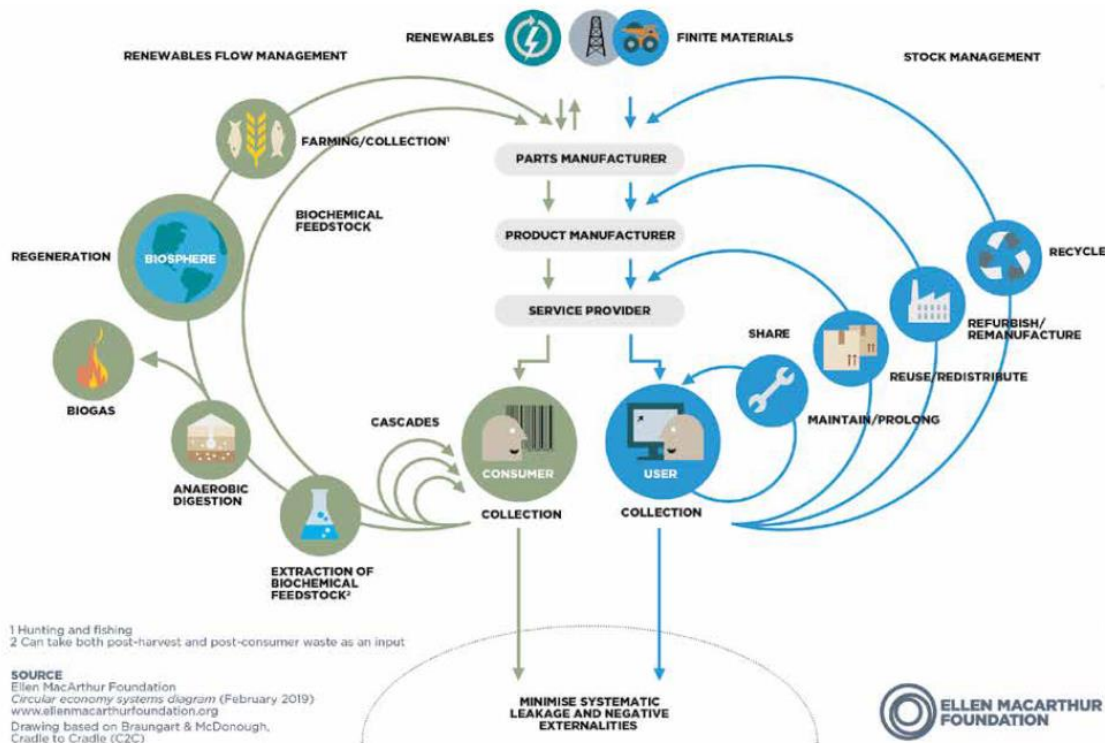 RENEWABLES
FINITE MATERIALS
RENEWABLES FLOW MANAGEMENT
STOCK MANAGEMENT
FARMING/COLLECTION¹
PARTS MANUFACTURER
BIOCHEMICAL
FEEDSTOCK
PRODUCT MANUFACTURER
REGENERATION
BIOSPHERE
RECYCLE
SERVICE PROVIDER
SHARE
REFURBISH/
REMANUFACTURE
REUSE/REDISTRIBUTE
BIOGAS
CASCADES
MAINTAIN/PROLONG
CONSUMER
USER
ANAEROBIC
DIGESTION
COLLECTION
COLLECTION
EXTRACTION OF
BIOCHEMICAL
FEEDSTOCK²
1 Hunting and fishing
2 Can take both post-harvest and post-consumer waste as an input
SOURCE
Ellen MacArthur Foundation
Circular economy systems diagram (February 2019)
www.ellenmacarthurfoundation.org
Drawing based on Braungart & McDonough,
Cradle to Cradle (C2C)
MINIMISE SYSTEMATIC
LEAKAGE AND NEGATIVE
EXTERNALITIES
ELLEN MACARTHUR
FOUNDATION